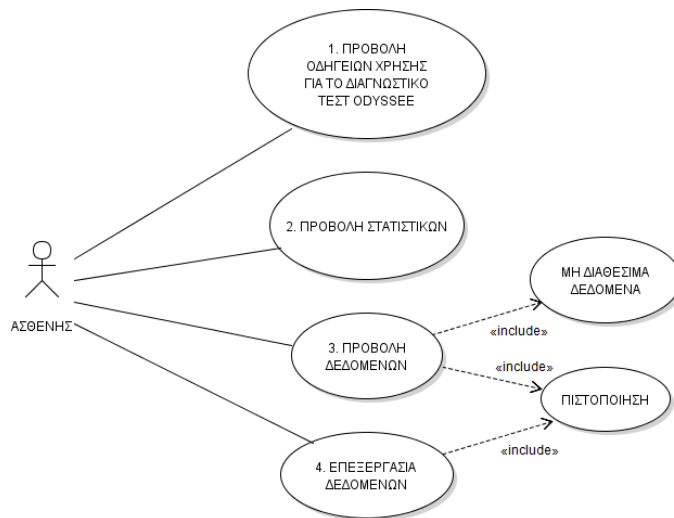 1. ΠΡΟΒΟΛΗ
ΟΔΗΓΕΙΩΝ ΧΡΗΣΗΣ
ΓΙΑ ΤΟ ΔΙΑΓΝΩΣΤΙΚΟ
ΤΕΣΤ ODYSSEE
2. ΠΡΟΒΟΛΗ ΣΤΑΤΙΣΤΙΚΩΝ
ΜΗ ΔΙΑΘΕΣΙΜΑ
ΔΕΔΟΜΕΝΑ
ΑΣΘΕΝΗΣ
«include»
3. ΠΡΟΒΟΛΗ
ΔΕΔΟΜΕΝΩΝ
«include»
ΠΙΣΤΟΠΟΙΗΣΗ
«include»
4. ΕΠΕΞΕΡΓΑΣΙΑ
ΔΕΔΟΜΕΝΩΝ